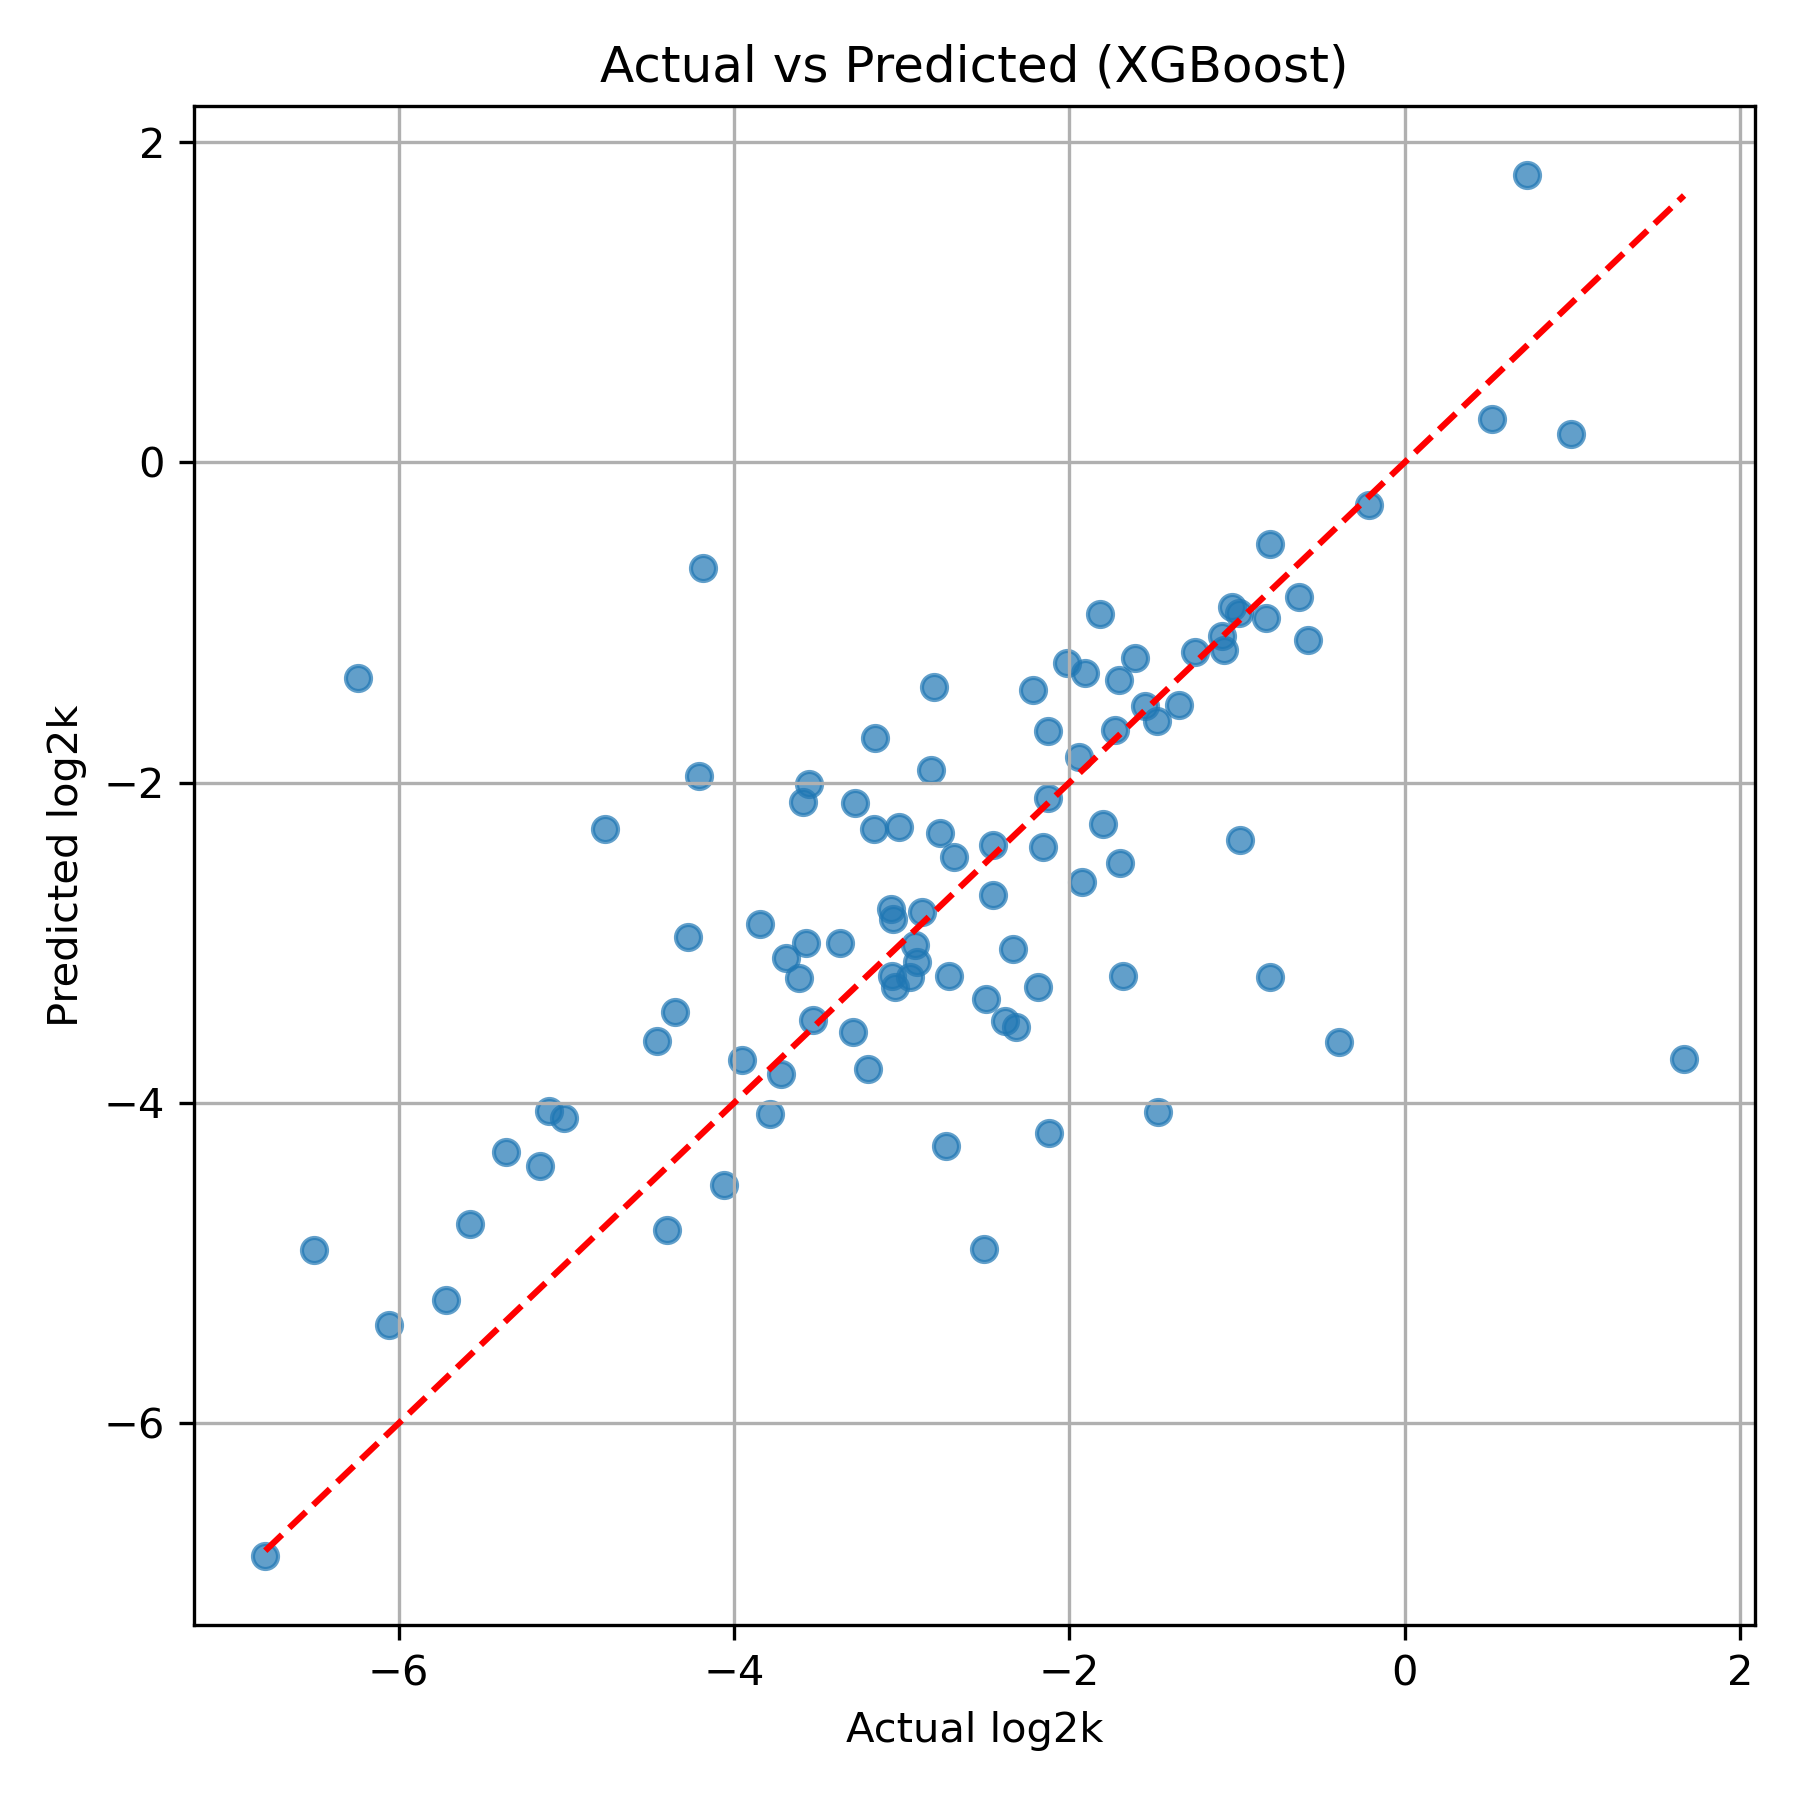 Actual vs Predicted (XGBoost)
2
0
−2
−4
−6
Predicted log2k
−6 −4 −2 0 2
Actual log2k